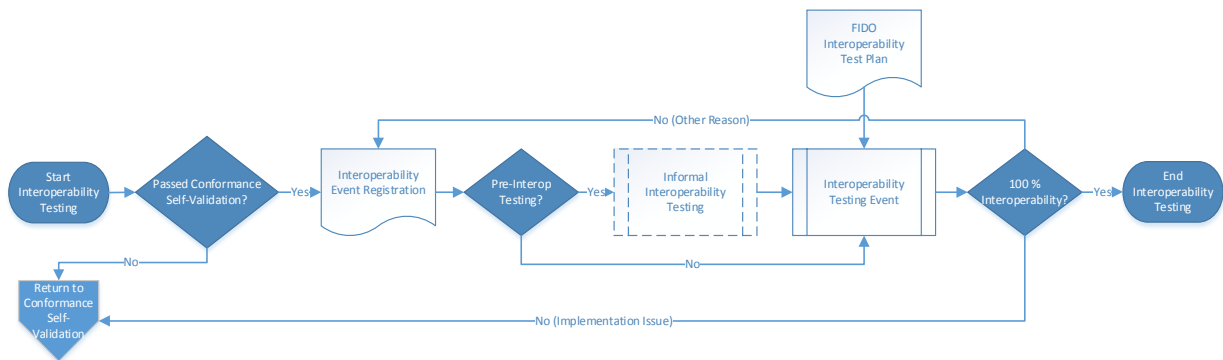 FIDO
Interoperability
Test Plan
No (Other Reason)
Start
Interoperability
Testing
Passed Conformance
Self-Validation?
Yes
Interoperability
Event Registration
Pre-Interop
Testing?
Yes
Informal
Interoperability
Testing
Interoperability
Testing Event
100 %
Interoperability?
Yes
End
Interoperability
Testing
No
No
Return to
Conformance
Self-
Validation
No (Implementation Issue)